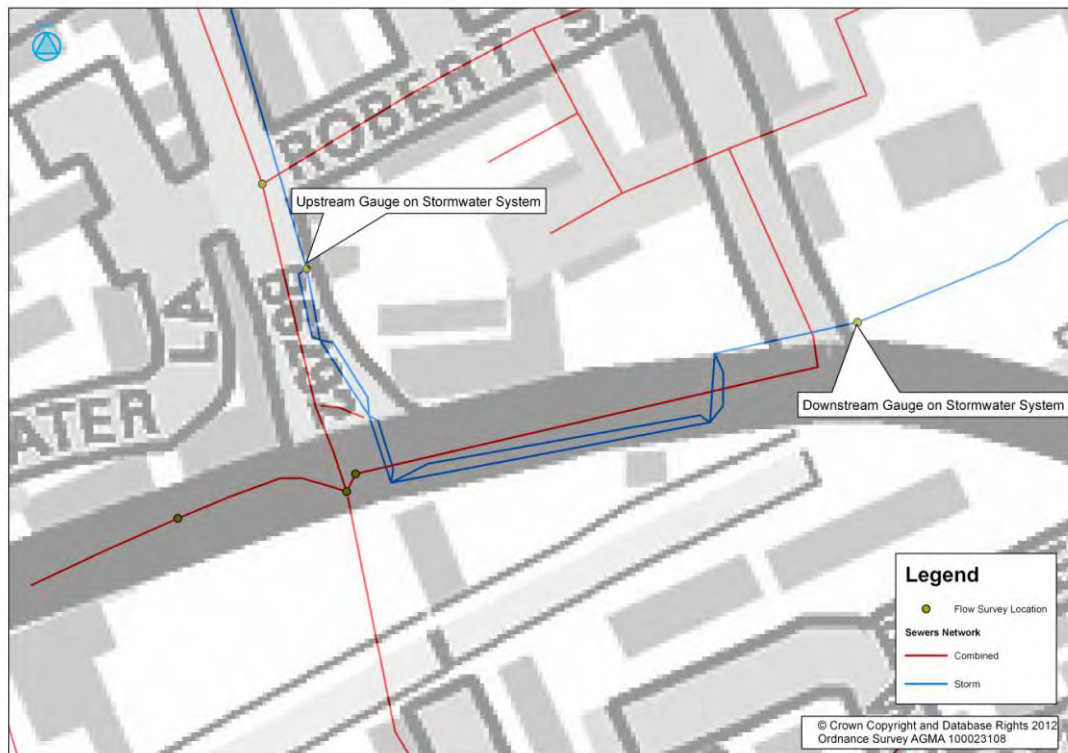 ROBERT S
Upstream Gauge on Stormwater System
LA
ATER
Downstream Gauge on Stormwater System
Legend
Flow Survey Location
Sewers Network
Combined
Storm
© Crown Copyright and Database Rights 2012
Ordnance Survey AGMA 100023108